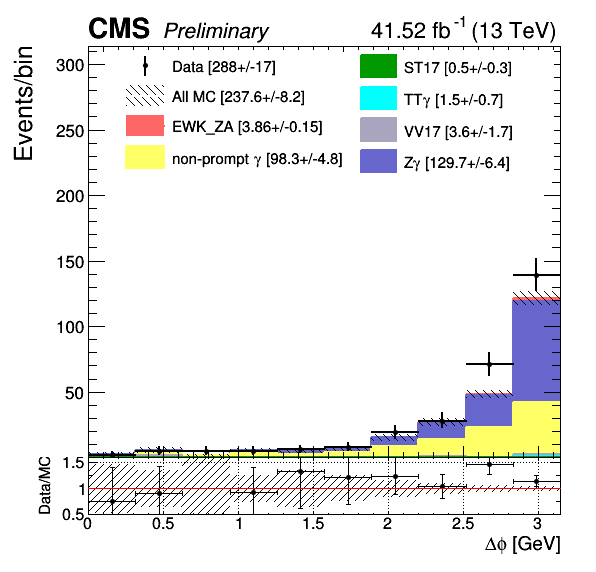 CMS Preliminary 41.52 fb⁻¹ (13 TeV)
Events/bin
300
250
200
150
100
50
Data [288+/-17]
All MC [237.6+/-8.2]
EWK_ZA [3.86+/-0.15]
non-prompt γ [98.3+/-4.8]
ST17 [0.5+/-0.3]
TTγ [1.5+/-0.7]
VV17 [3.6+/-1.7]
Zγ [129.7+/-6.4]
Data/MC
1.5
1
0.5
0 0.5 1 1.5 2 2.5 3
Δϕ [GeV]